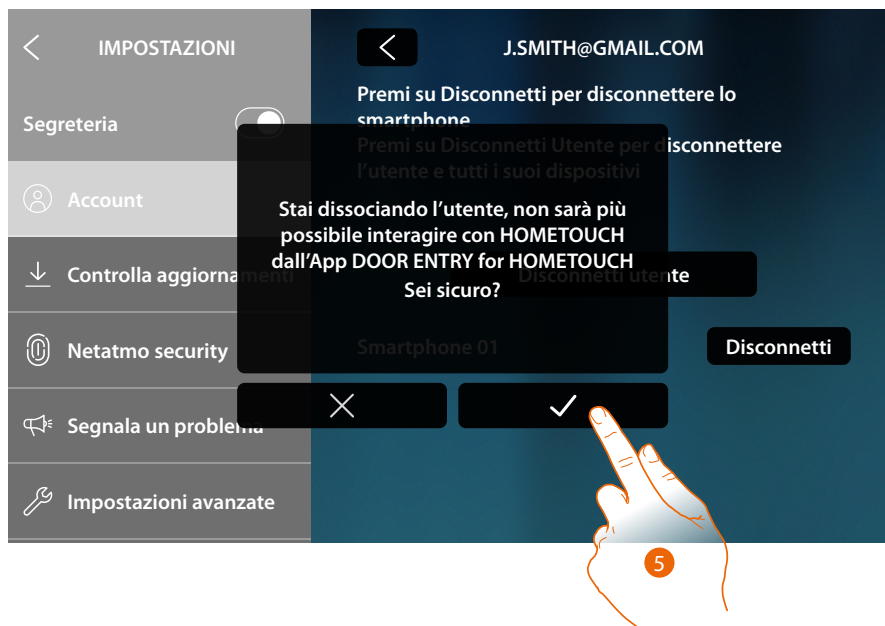 IMPOSTAZIONI
Segreteria
Account
Controlla aggiornamenti
Netatmo security
Segnala un problema
Impostazioni avanzate
J.SMITH@GMAIL.COM
Premi su Disconnetti per disconnettere lo
smartphone
Premi su Disconnetti Utente per disconnettere
l'utente e tutti i suoi dispositivi
Disconnetti utente
Smartphone 01
Disconnetti
Stai dissociando l'utente, non sarà più
possibile interagire con HOMETOUCH
dall'App DOOR ENTRY for HOMETOUCH
Sei sicuro?
5